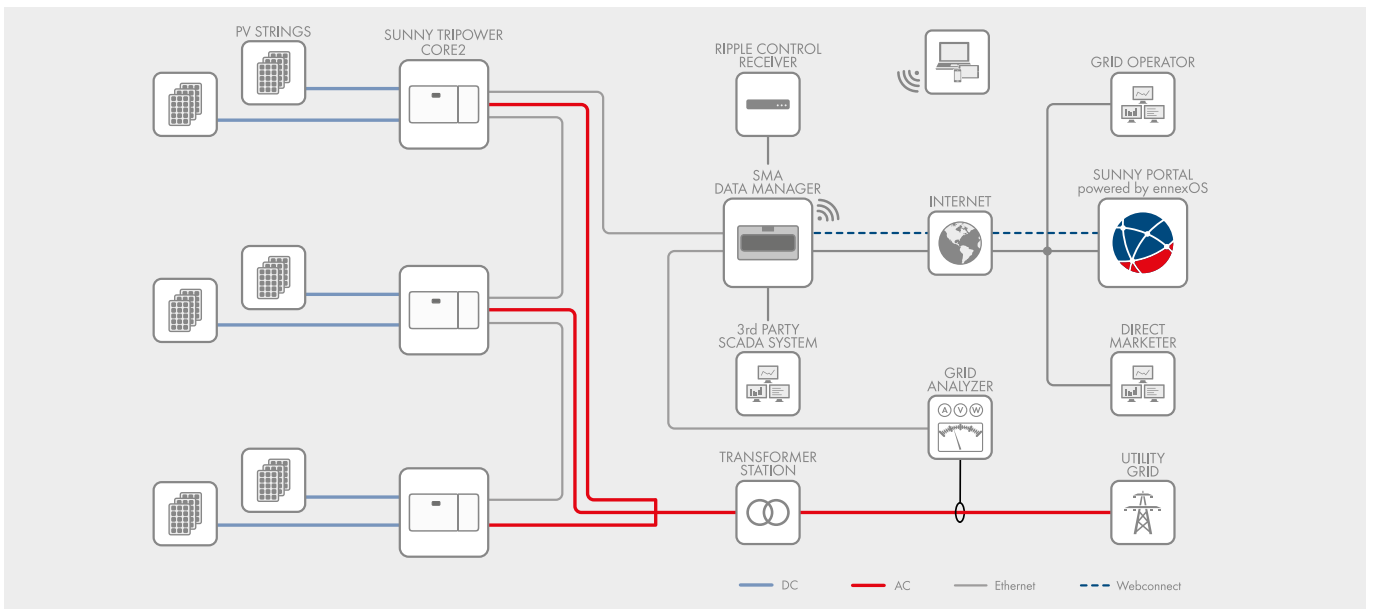 PV STRINGS
SUNNY TRIPOWER
CORE2
RIPPLE CONTROL
RECEIVER
GRID OPERATOR
SMA
DATA MANAGER
INTERNET
SUNNY PORTAL
powered by ennexOS
3rd PARTY
SCADA SYSTEM
DIRECT
MARKETER
GRID
ANALYZER
A V W
TRANSFORMER
STATION
UTILITY
GRID
DC
AC
Ethernet
Webconnect